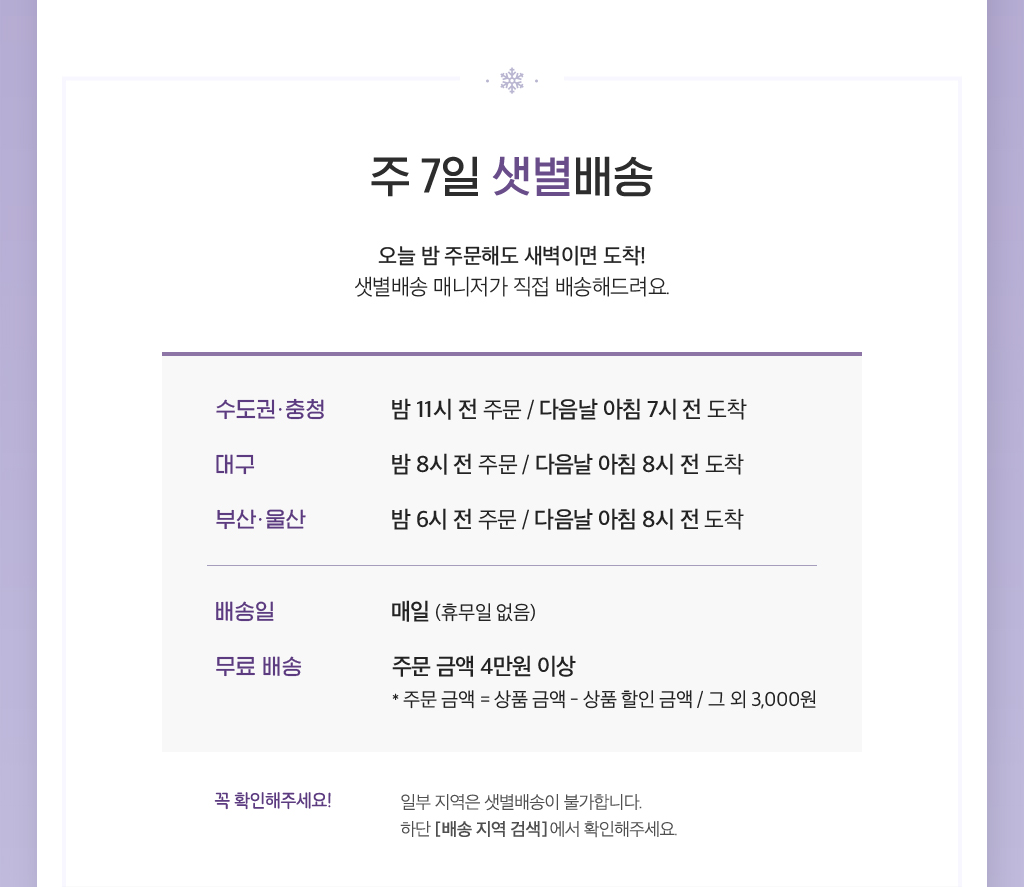 주 7일 샛별배송
오늘 밤 주문해도 새벽이면 도착!
샛별배송 매니저가 직접 배송해드려요.
수도권·충청 밤 11시 전 주문 / 다음날 아침 7시 전 도착
대구 밤 8시 전 주문 / 다음날 아침 8시 전 도착
부산·울산 밤 6시 전 주문 / 다음날 아침 8시 전 도착
배송일 매일 (휴무일 없음)
무료 배송 주문 금액 4만원 이상
* 주문 금액 = 상품 금액 - 상품 할인 금액 / 그 외 3,000원
꼭 확인해주세요! 일부 지역은 샛별배송이 불가합니다.
하단 [배송 지역 검색]에서 확인해주세요.